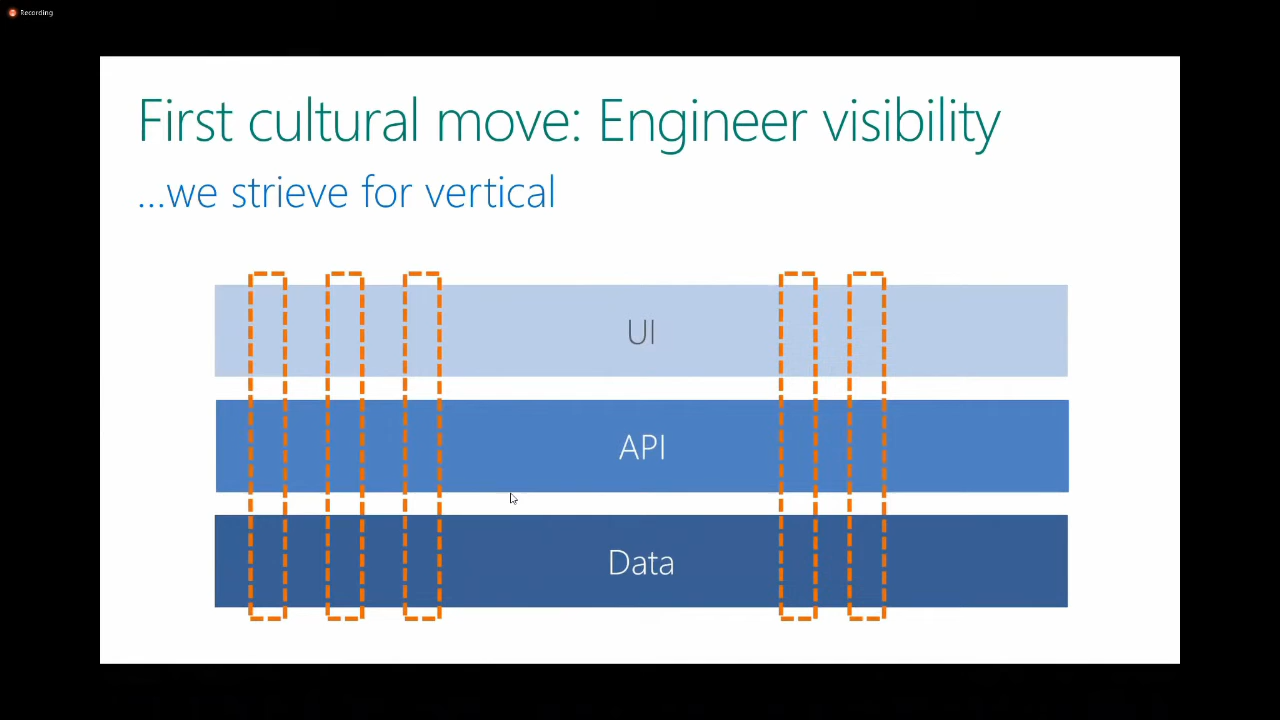 Recording
First cultural move: Engineer visibility
...we strieve for vertical
UI
API
Data